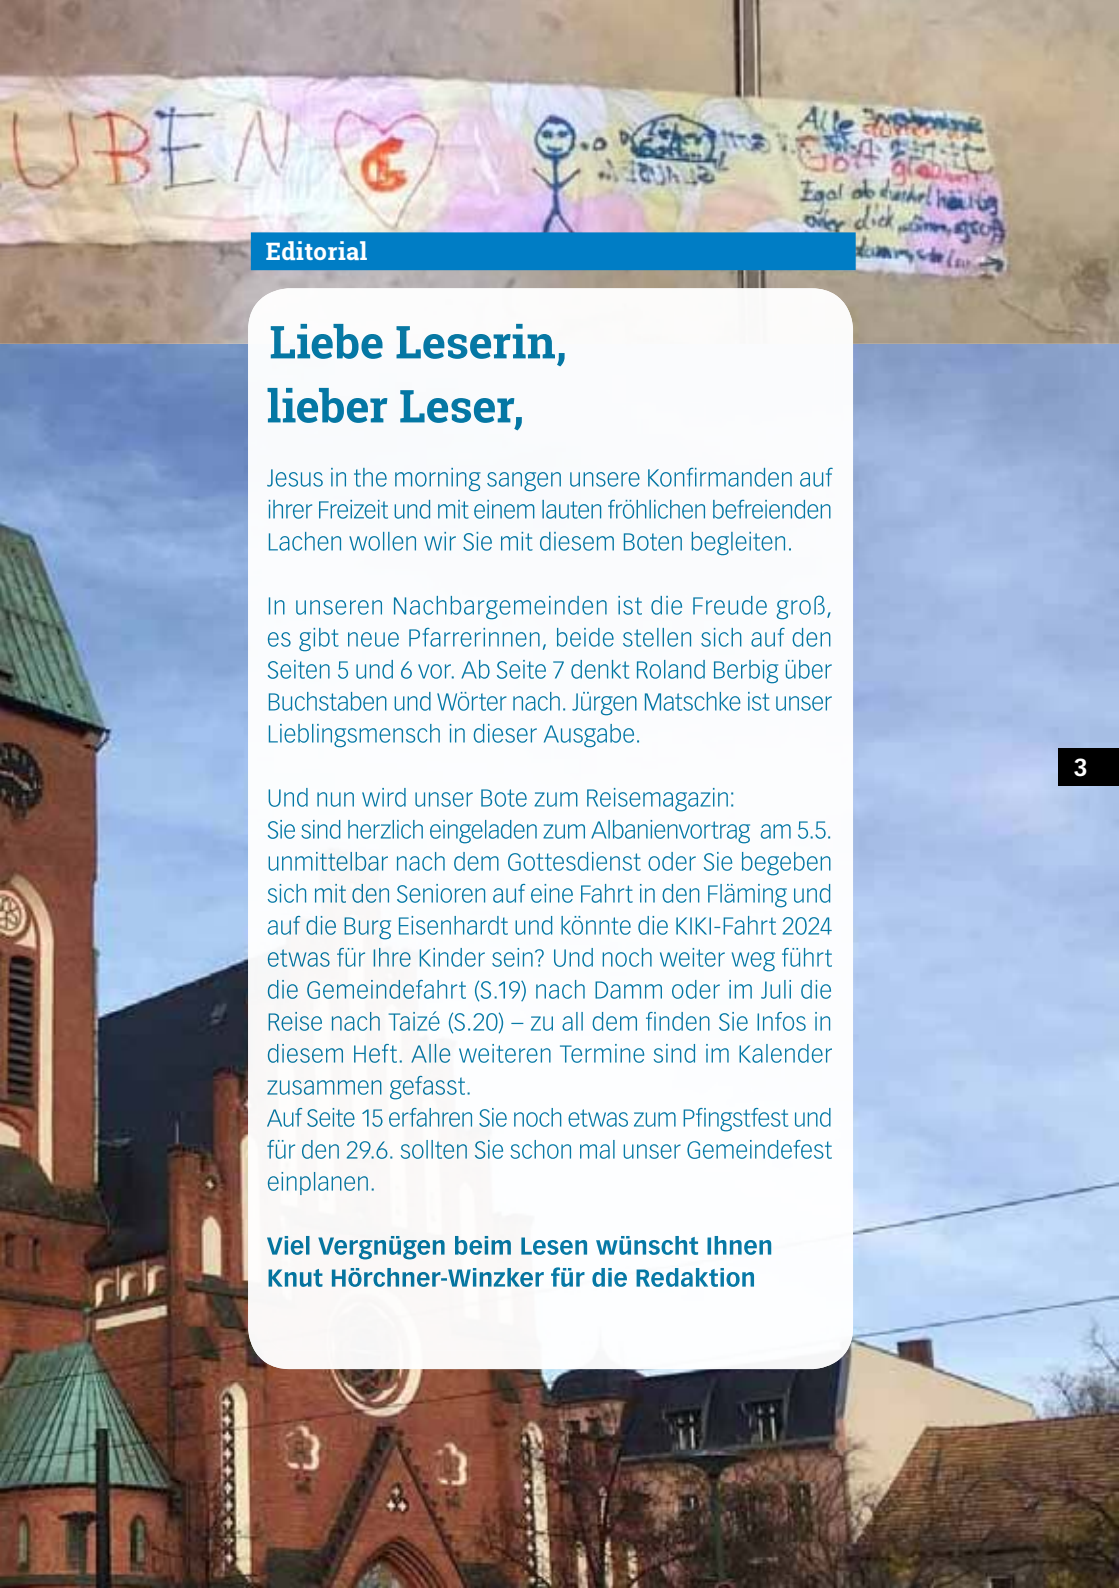 UBEN
G
Alle
Gott
Egal ob dunkelhäutig
oder dick
dumm,
Editorial
Liebe Leserin,
lieber Leser,
Jesus in the morning sangen unsere Konfirmanden auf
ihrer Freizeit und mit einem lauten fröhlichen befreienden
Lachen wollen wir Sie mit diesem Boten begleiten.
In unseren Nachbargemeinden ist die Freude groß,
es gibt neue Pfarrerinnen, beide stellen sich auf den
Seiten 5 und 6 vor. Ab Seite 7 denkt Roland Berbig über
Buchstaben und Wörter nach. Jürgen Matschke ist unser
Lieblingsmensch in dieser Ausgabe.
Und nun wird unser Bote zum Reisemagazin:
Sie sind herzlich eingeladen zum Albanienvortrag am 5.5.
unmittelbar nach dem Gottesdienst oder Sie begeben
sich mit den Senioren auf eine Fahrt in den Fläming und
auf die Burg Eisenhardt und könnte die KIKI-Fahrt 2024
etwas für Ihre Kinder sein? Und noch weiter weg führt
die Gemeindefahrt (S.19) nach Damm oder im Juli die
Reise nach Taizé (S.20) – zu all dem finden Sie Infos in
diesem Heft. Alle weiteren Termine sind im Kalender
zusammen gefasst.
Auf Seite 15 erfahren Sie noch etwas zum Pfingstfest und
für den 29.6. sollten Sie schon mal unser Gemeindefest
einplanen.
Viel Vergnügen beim Lesen wünscht Ihnen
Knut Hörchner-Winzker für die Redaktion
3